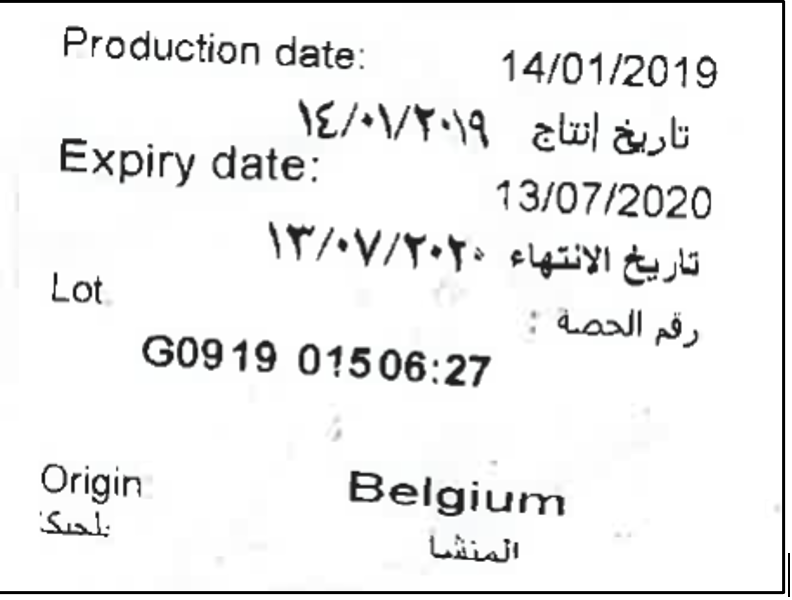 Production date: 14/01/2019
تاريخ إنتاج ١٤/٠١/٢٠١٩
Expiry date: 13/07/2020
تاريخ الانتهاء ١٣/٠٧/٢٠٢٠
Lot
رقم الحصة :
G0919 01506:27
Origin Belgium
بلجيكا المنشا